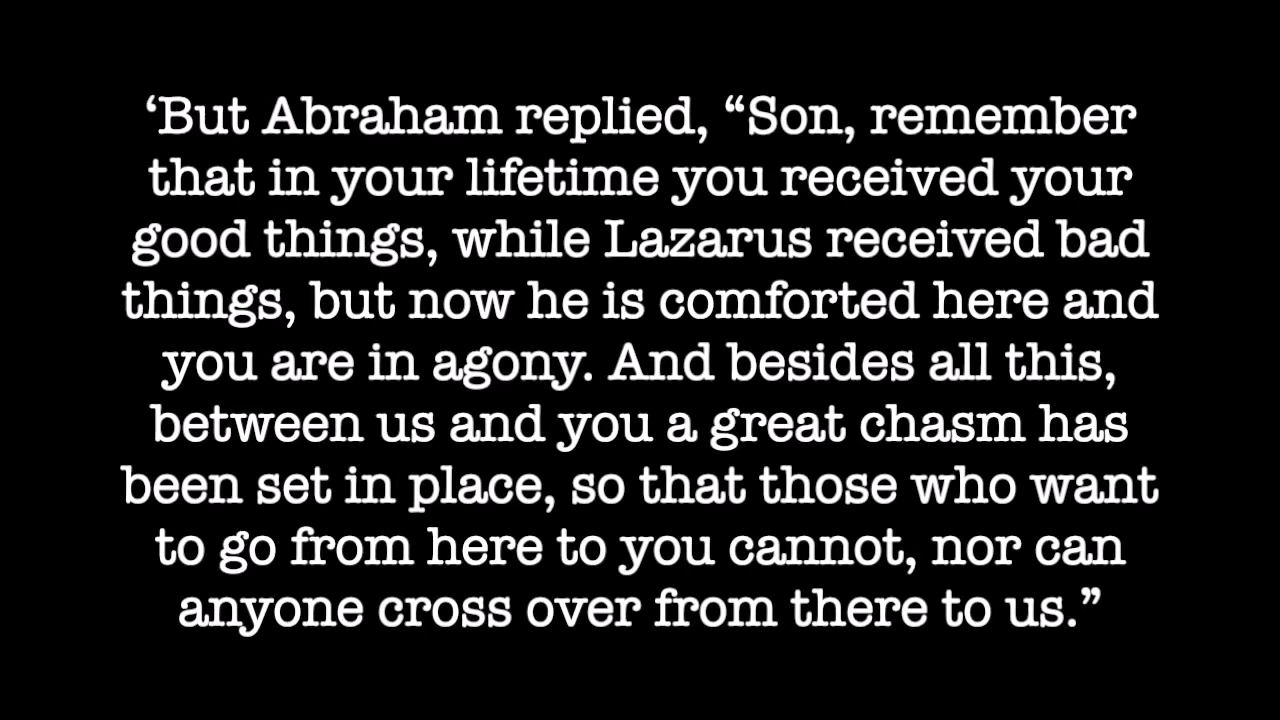 ‘But Abraham replied, “Son, remember
that in your lifetime you received your
good things, while Lazarus received bad
things, but now he is comforted here and
you are in agony. And besides all this,
between us and you a great chasm has
been set in place, so that those who want
to go from here to you cannot, nor can
anyone cross over from there to us.”